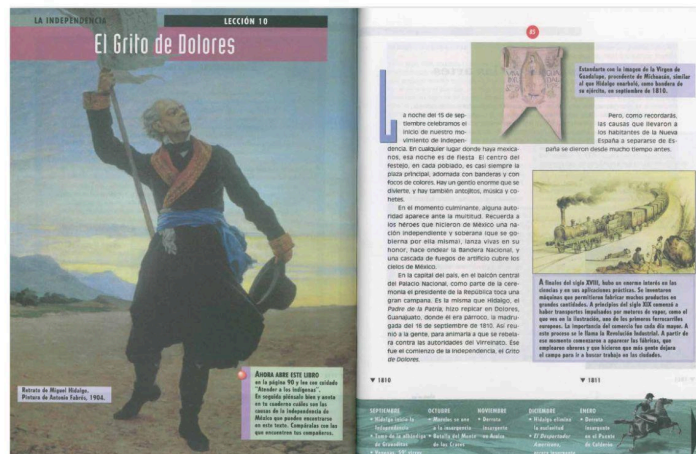 LA INDEPENDENCIA
LECCIÓN 10
El Grito de Dolores
Retrato de Miguel Hidalgo.
Pintura de Antonio Fabrés, 1904.
AHORA ABRE ESTE LIBRO
en la página 90 y lee con cuidado
"Atender a los indígenas".
En seguida piénsalo bien y anota
en tu cuaderno cuáles son las
causas de la independencia de
México que pueden encontrarse
en este texto. Compáralas con las
que encuentren tus compañeros.
81
Estandarte con la imagen de la Virgen de
Guadalupe, procedente de Michoacán, similar
al que Hidalgo enarboló, como bandera de
su ejército, en septiembre de 1810.
La noche del 15 de sep-
tiembre celebramos el
inicio de nuestro mo-
vimiento de Indepen-
dencia. En cualquier lugar donde haya mexica-
nos, esa noche es de fiesta. El centro del
festejo, en cada poblado, es casi siempre la
plaza principal, adornada con banderas y con
focos de colores. Hay un gentío enorme que se
divierte, y hay también antojitos, música y co-
hetes.
En el momento culminante, alguna auto-
ridad aparece ante la multitud. Recuerda a
los héroes que hicieron de México una na-
ción independiente y soberana (que se go-
bierna por ella misma), lanza vivas en su
honor, hace ondear la Bandera Nacional, y
una cascada de fuegos de artificio cubre los
cielos de México.
En la capital del país, en el balcón central
del Palacio Nacional, como parte de la cere-
monia el presidente de la República toca una
gran campana. Es la misma que Hidalgo, el
Padre de la Patria, hizo repicar en Dolores,
Guanajuato, donde él era párroco, la madru-
gada del 16 de septiembre de 1810. Así reu-
nió a la gente, para animarla a que se rebela-
ra contra las autoridades del virreinato. Ese
fue el comienzo de la Independencia, el Grito
de Dolores.
Pero, como recordarás,
las causas que llevaron a
los habitantes de la Nueva
España a separarse de Es-
paña se dieron desde mucho tiempo antes.
A finales del siglo XVIII, hubo un enorme interés en las
ciencias y en sus aplicaciones prácticas. Se inventaron
máquinas que permitieron fabricar muchos productos en
grandes cantidades. A principios del siglo XIX comenzó a
haber transportes impulsados por motores de vapor, como el
que ves en la ilustración, uno de los primeros ferrocarriles
europeos. La importancia del comercio fue cada día mayor. A
este proceso se le llama la Revolución Industrial. A partir de
ese momento comenzaron a aparecer las fábricas, que
emplearon obreros y que hicieron que más gente dejara
el campo para ir a buscar trabajo en las ciudades.
▼ 1810
▼ 1811
SEPTIEMBRE
• Hidalgo inicia la
Independencia
• Toma de la alhóndiga
de Granaditas
OCTUBRE
• Morelos se une
a la insurgencia
• Batalla del Monte
de las Cruces
NOVIEMBRE
• Derrota
insurgente
en Aculco
DICIEMBRE
• Hidalgo elimina
la esclavitud
• El Despertador
Americano,
ENERO
• Derrota
insurgente
en el Puente
de Calderón